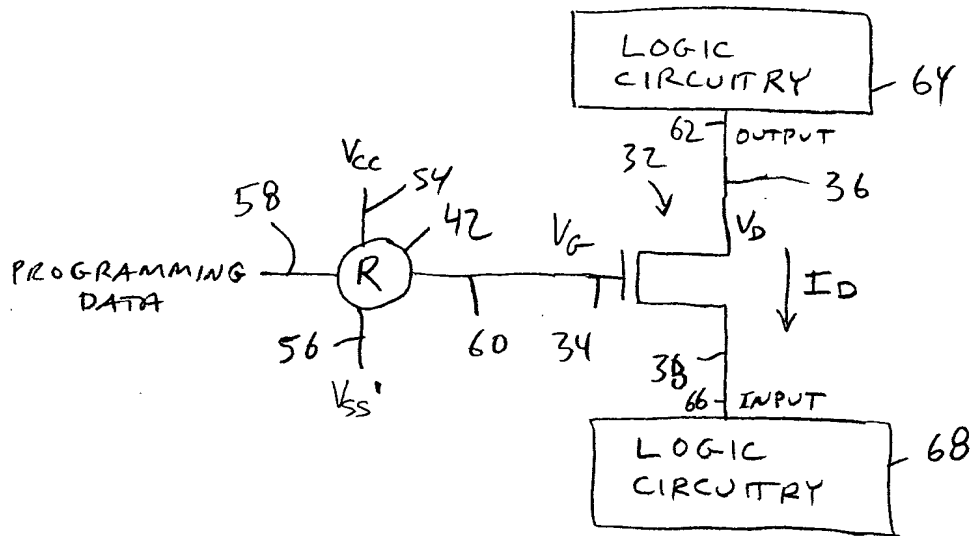 LOGIC
CIRCUITRY
64
62
OUTPUT
32
36
VCC
54
58
42
VG
VD
PROGRAMMING
DATA
R
ID
56
60
34
38
VSS'
66
INPUT
LOGIC
CIRCUITRY
68